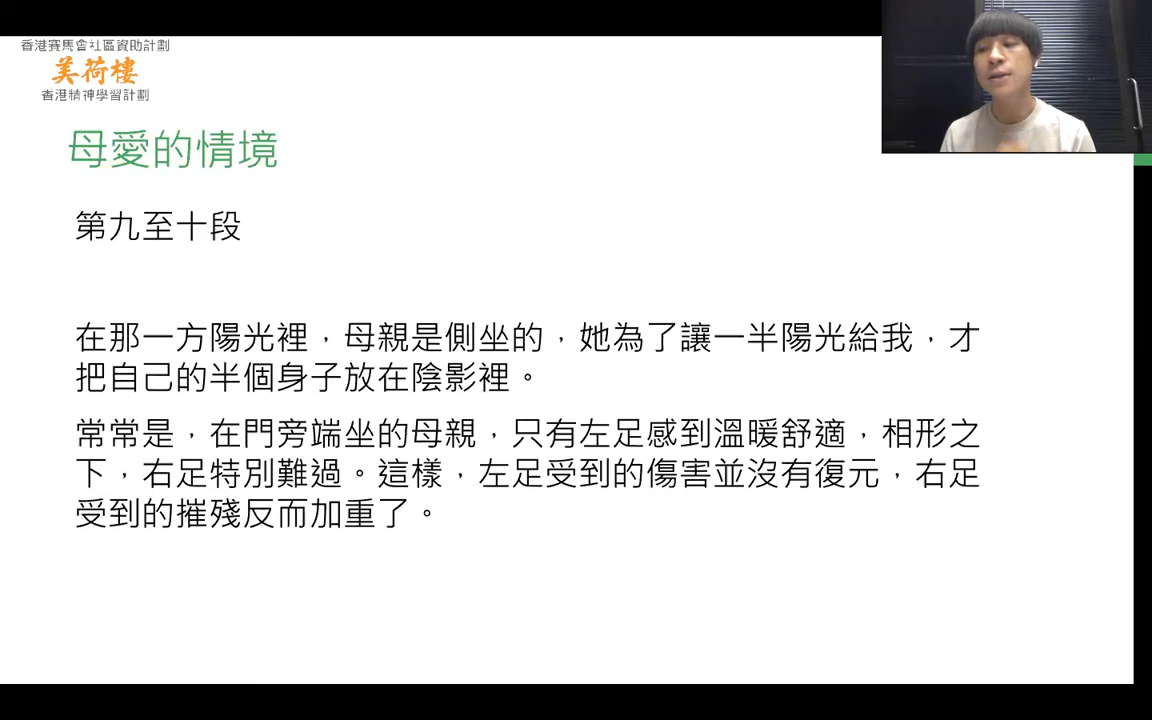 香港賽馬會社區資助計劃
美荷樓
香港精神學習計劃
母愛的情境
第九至十段
在那一方陽光裡，母親是側坐的，她為了讓一半陽光給我，才
把自己的半個身子放在陰影裡。
常常是，在門旁端坐的母親，只有左足感到溫暖舒適，相形之
下，右足特別難過。這樣，左足受到的傷害並沒有復元，右足
受到的摧殘反而加重了。